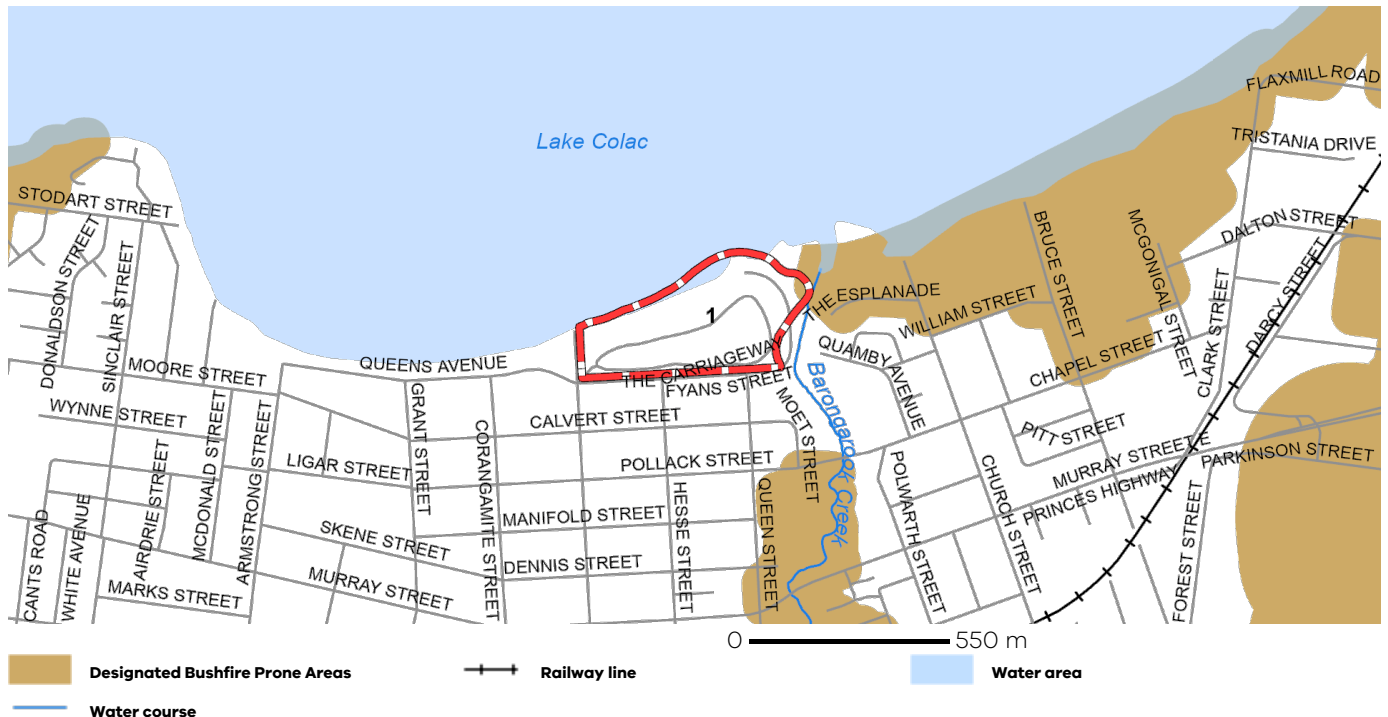 FLAXMILL ROAD
Lake Colac
TRISTANIA DRIVE
STODART STREET
DONALDSON STREET
SINCLAIR STREET
BRUCE STREET
MCGONIGAL STREET
DALTON STREET
CLARK STREET
DARCY STREET
THE ESPLANADE
WILLIAM STREET
1
QUEENS AVENUE
THE CARRIAGEWAY
FYANS STREET
QUAMBY AVENUE
CHAPEL STREET
MOORE STREET
WYNNE STREET
MCDONALD STREET
AIRDRIE STREET
ARMSTRONG STREET
GRANT STREET
CORANGAMITE STREET
CALVERT STREET
MOET STREET
Barongarook Creek
PITT STREET
MURRAY STREET E
PRINCES HIGHWAY
PARKINSON STREET
LIGAR STREET
POLLACK STREET
POLWARTH STREET
CHURCH STREET
HESSE STREET
QUEEN STREET
MANIFOLD STREET
SKENE STREET
DENNIS STREET
FOREST STREET
CANTS ROAD
WHITE AVENUE
MARKS STREET
MURRAY STREET
0 550 m
Designated Bushfire Prone Areas
Railway line
Water area
Water course